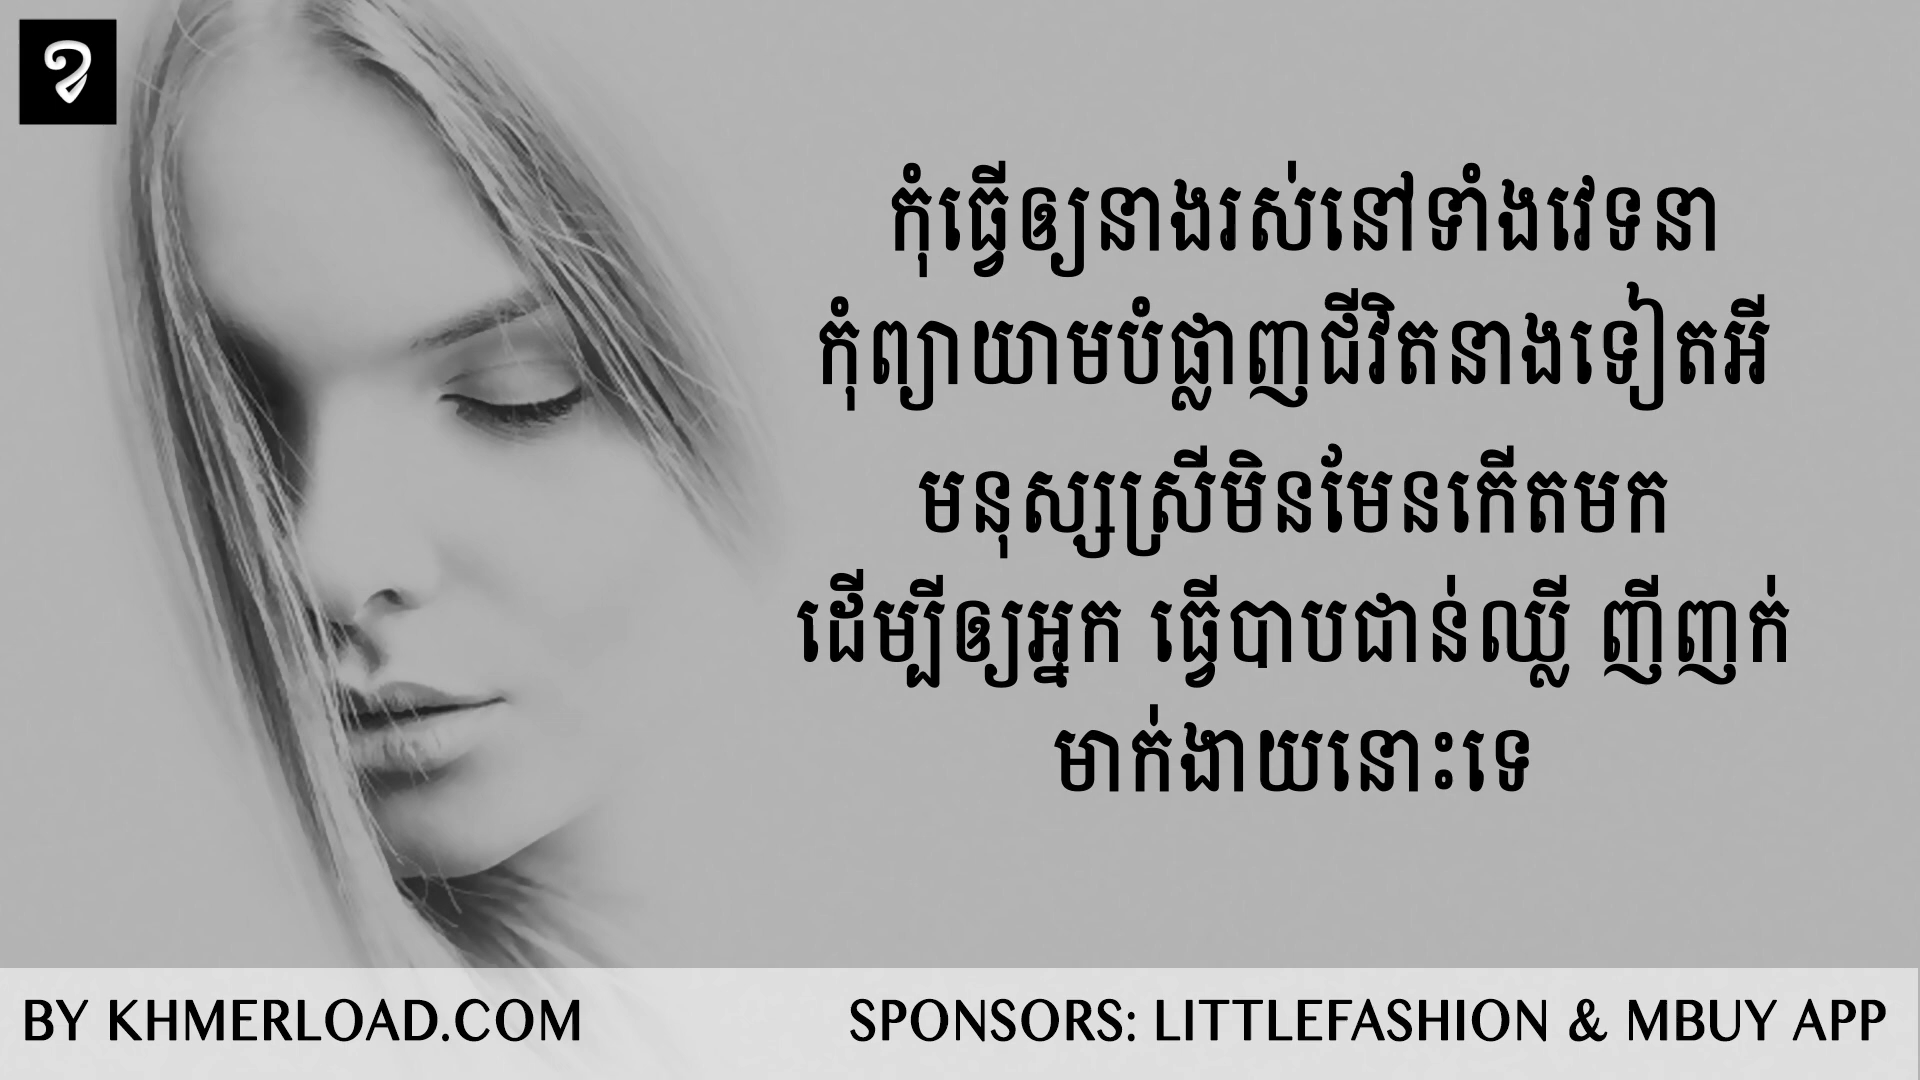 កុំធ្វើឲ្យនាងរស់នៅទាំងវេទនា
កុំព្យាយាមបំផ្លាញជីវិតនាងទៀតអី
មនុស្សស្រីមិនមែនកើតមក
ដើម្បីឲ្យអ្នក ធ្វើបាបជាន់ឈ្លី ញីញក់
មាក់ងាយនោះទេ
BY KHMERLOAD.COM
SPONSORS: LITTLEFASHION & MBUY APP